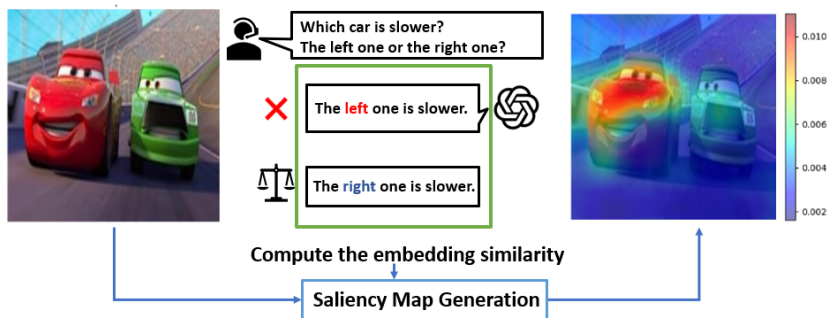 Which car is slower?
The left one or the right one?
The left one is slower.
The right one is slower.
Compute the embedding similarity
Saliency Map Generation
0.010
0.008
0.006
0.004
0.002